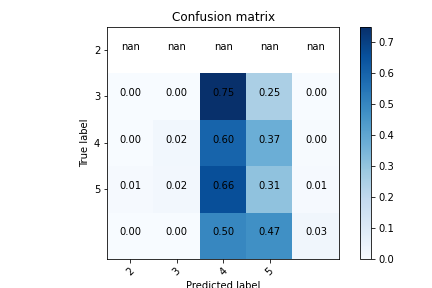 Confusion matrix
2 nan nan nan nan nan
3 0.00 0.00 0.75 0.25 0.00
4 0.00 0.02 0.60 0.37 0.00
5 0.01 0.02 0.66 0.31 0.01
0.00 0.00 0.50 0.47 0.03
2 3 4 5
True label
Predicted label
0.7
0.6
0.5
0.4
0.3
0.2
0.1
0.0